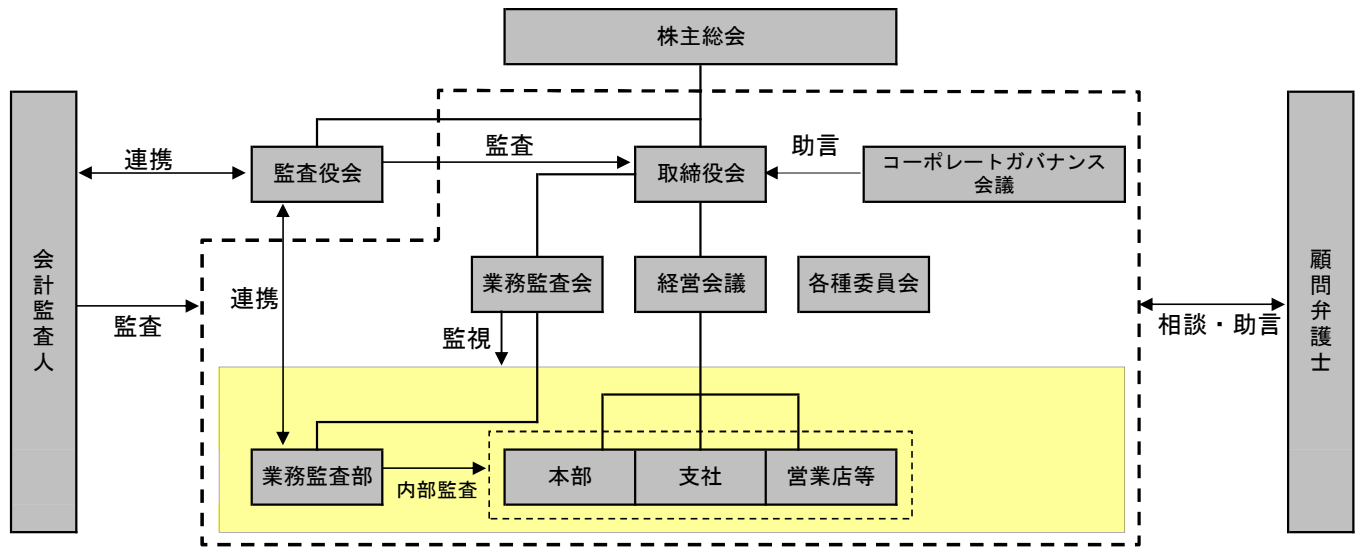 株主総会
監査
助言
連携
監査役会
取締役会
コーポレートガバナンス
会議
会計監査人
監査
連携
業務監査会
経営会議
各種委員会
監視
相談・助言
顧問弁護士
業務監査部
内部監査
本部
支社
営業店等